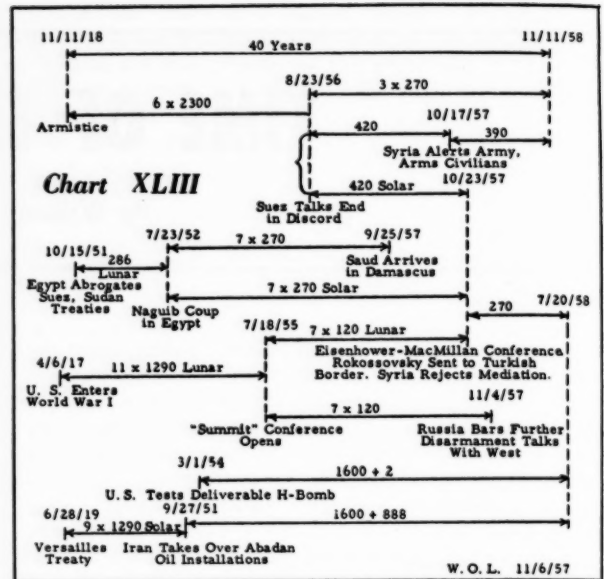 11/11/18 11/11/58
40 Years
8/23/56 3 x 270
6 x 2300 10/17/57
Armistice 420 390
Syria Alerts Army,
Arms Civilians
10/23/57
Chart XLIII 420 Solar
Suez Talks End
in Discord
7/23/52 7 x 270 9/25/57
10/15/51 286 Saud Arrives
Lunar in Damascus
Egypt Abrogates
Suez, Sudan 7 x 270 Solar
Treaties Naguib Coup 270 7/20/58
in Egypt
7/18/55 7 x 120 Lunar
Eisenhower-MacMillan Conference
4/6/17 11 x 1290 Lunar Rokossovsky Sent to Turkish
Border. Syria Rejects Mediation.
U. S. Enters
World War I 7 x 120 11/4/57
"Summit" Conference Russia Bars Further
Opens Disarmament Talks
With West
3/1/54 1600 + 2
U.S. Tests Deliverable H-Bomb
6/28/19 9/27/51 1600 + 888
9 x 1290 Solar
Versailles Iran Takes Over Abadan
Treaty Oil Installations
W. O. L. 11/6/57